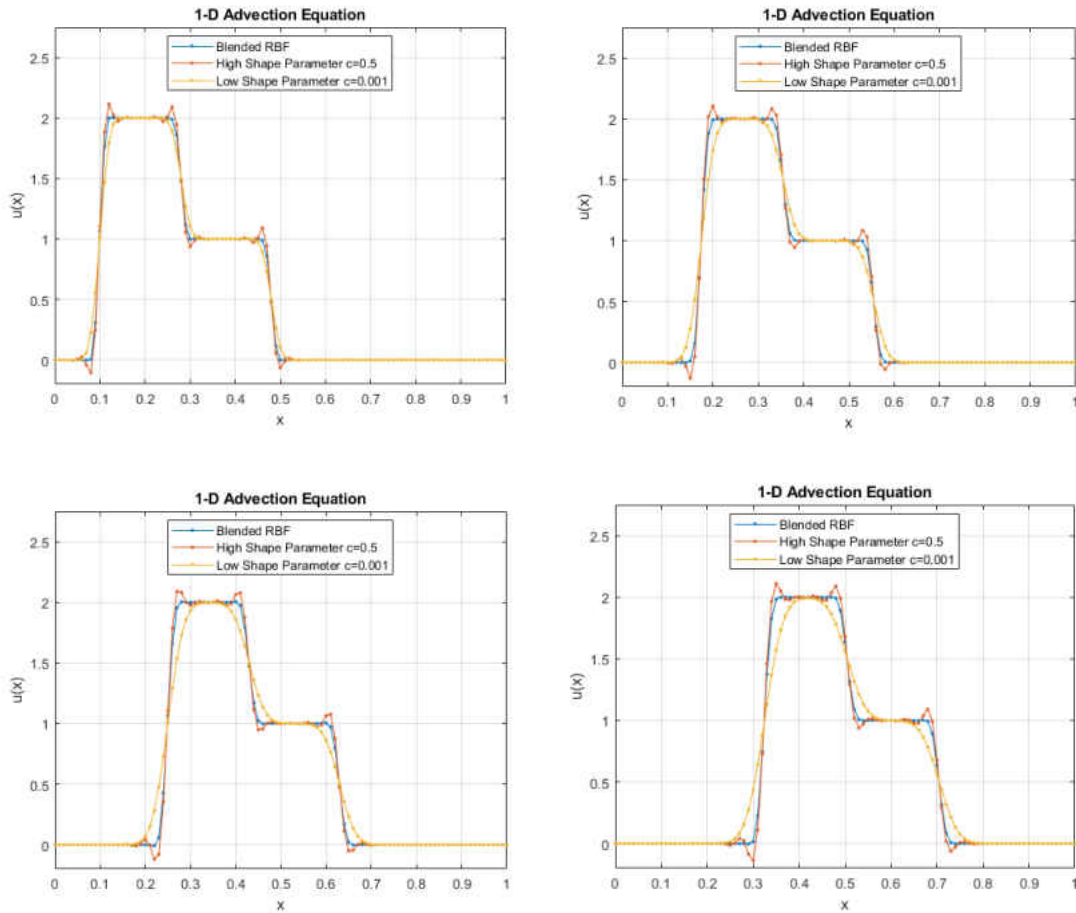 1-D Advection Equation
Blended RBF
High Shape Parameter c=0.5
Low Shape Parameter c=0.001
2.5
2
1.5
1
0.5
0
u(x)
0 0.1 0.2 0.3 0.4 0.5 0.6 0.7 0.8 0.9 1
x
1-D Advection Equation
Blended RBF
High Shape Parameter c=0.5
Low Shape Parameter c=0.001
2.5
2
1.5
1
0.5
0
u(x)
0 0.1 0.2 0.3 0.4 0.5 0.6 0.7 0.8 0.9 1
x
1-D Advection Equation
Blended RBF
High Shape Parameter c=0.5
Low Shape Parameter c=0.001
2.5
2
1.5
1
0.5
0
u(x)
0 0.1 0.2 0.3 0.4 0.5 0.6 0.7 0.8 0.9 1
x
1-D Advection Equation
Blended RBF
High Shape Parameter c=0.5
Low Shape Parameter c=0.001
2.5
2
1.5
1
0.5
0
u(x)
0 0.1 0.2 0.3 0.4 0.5 0.6 0.7 0.8 0.9 1
x